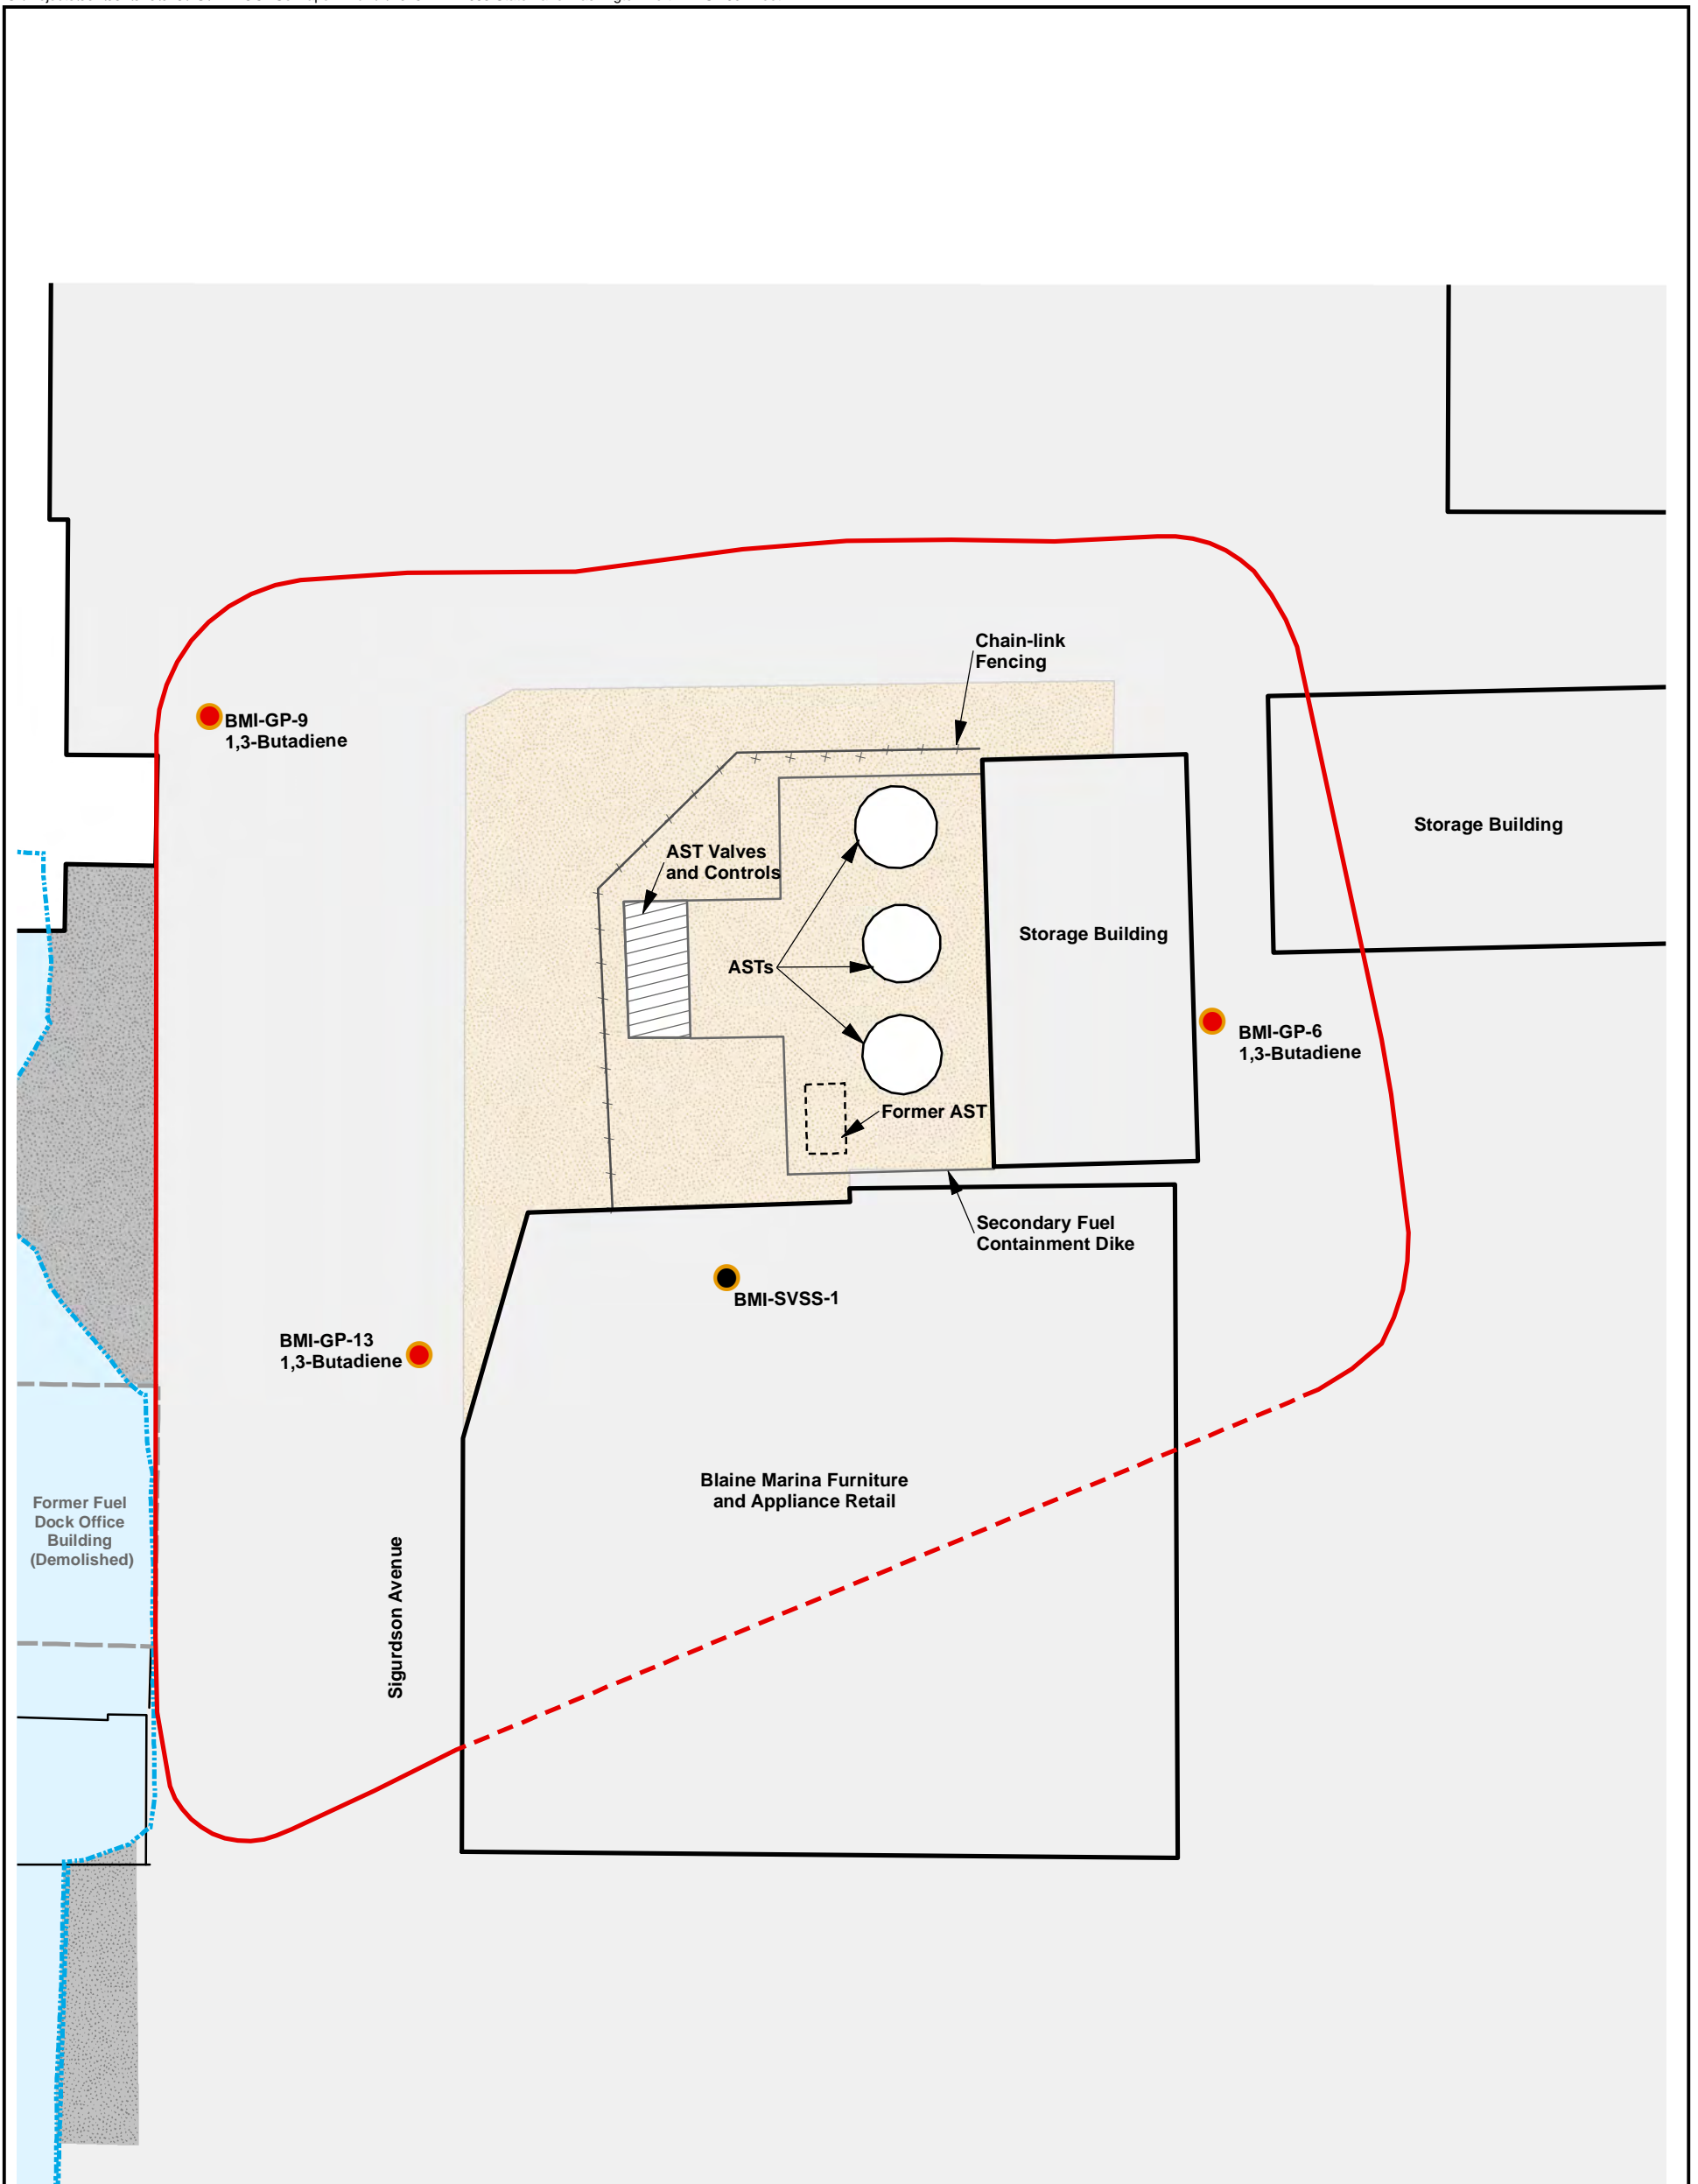 Chain-link
Fencing
BMI-GP-9
1,3-Butadiene
AST Valves
and Controls
Storage Building
Storage Building
ASTs
BMI-GP-6
1,3-Butadiene
Former AST
Secondary Fuel
Containment Dike
BMI-SVSS-1
BMI-GP-13
1,3-Butadiene
Blaine Marina Furniture
and Appliance Retail
Former Fuel
Dock Office
Building
(Demolished)
Sigurdson Avenue